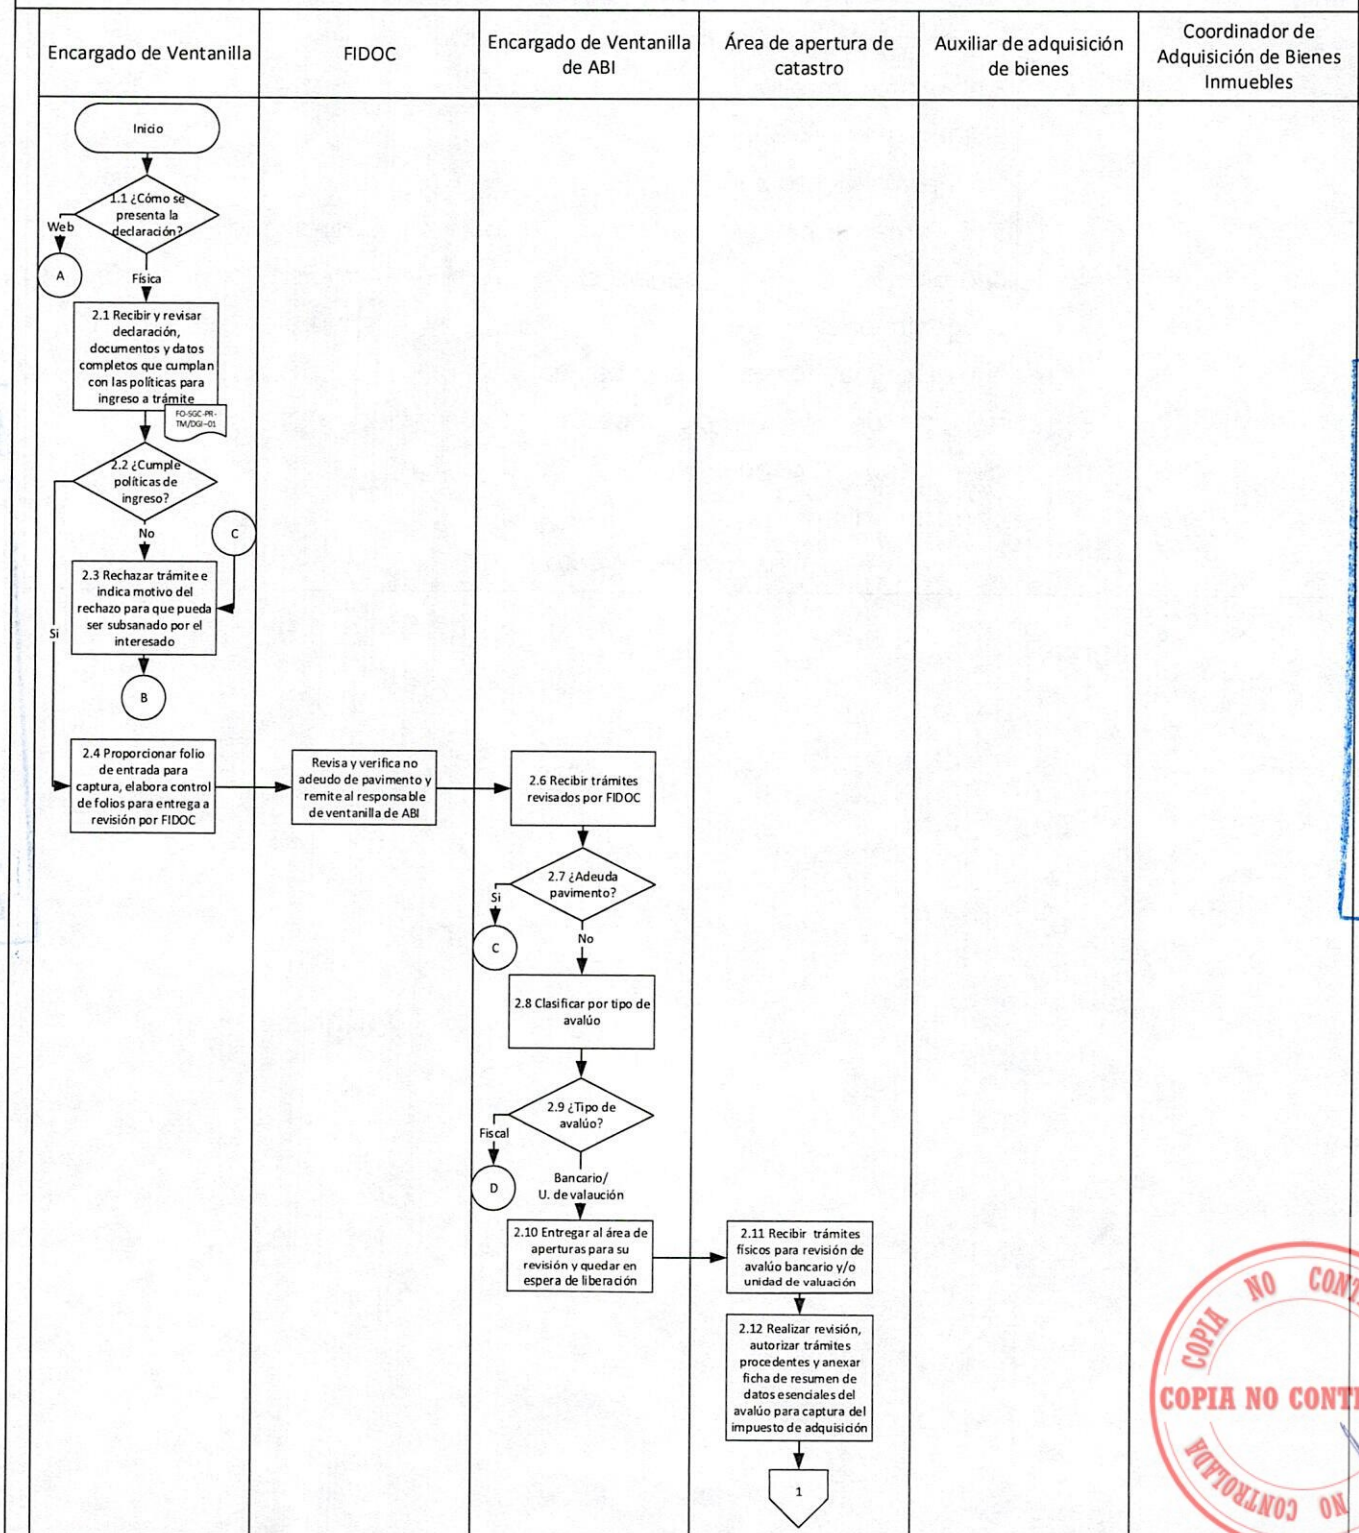 Encargado de Ventanilla
FIDOC
Encargado de Ventanilla
de ABI
Área de apertura de
catastro
Auxiliar de adquisición
de bienes
Coordinador de
Adquisición de Bienes
Inmuebles
Inicio
1.1 ¿Cómo se
presenta la
declaración?
Web
A
Física
2.1 Recibir y revisar
declaración,
documentos y datos
completos que cumplan
con las políticas para
ingreso a trámite
FO-SGC-PR-
TM/DGI-01
2.2 ¿Cumple
políticas de
ingreso?
No
C
2.3 Rechazar trámite e
indica motivo del
rechazo para que pueda
ser subsanado por el
interesado
Si
B
2.4 Proporcionar folio
de entrada para
captura, elabora control
de folios para entrega a
revisión por FIDOC
Revisa y verifica no
adeudo de pavimento y
remite al responsable
de ventanilla de ABI
2.6 Recibir trámites
revisados por FIDOC
2.7 ¿Adeuda
pavimento?
Si
C
No
2.8 Clasificar por tipo de
avalúo
2.9 ¿Tipo de
avalúo?
Fiscal
D
Bancario/
U. de valaución
2.10 Entregar al área de
aperturas para su
revisión y quedar en
espera de liberación
2.11 Recibir trámites
físicos para revisión de
avalúo bancario y/o
unidad de valuación
2.12 Realizar revisión,
autorizar trámites
procedentes y anexar
ficha de resumen de
datos esenciales del
avalúo para captura del
impuesto de adquisición
1
COPIA NO CONT
COPIA NO CONT
NO CONTROLADA